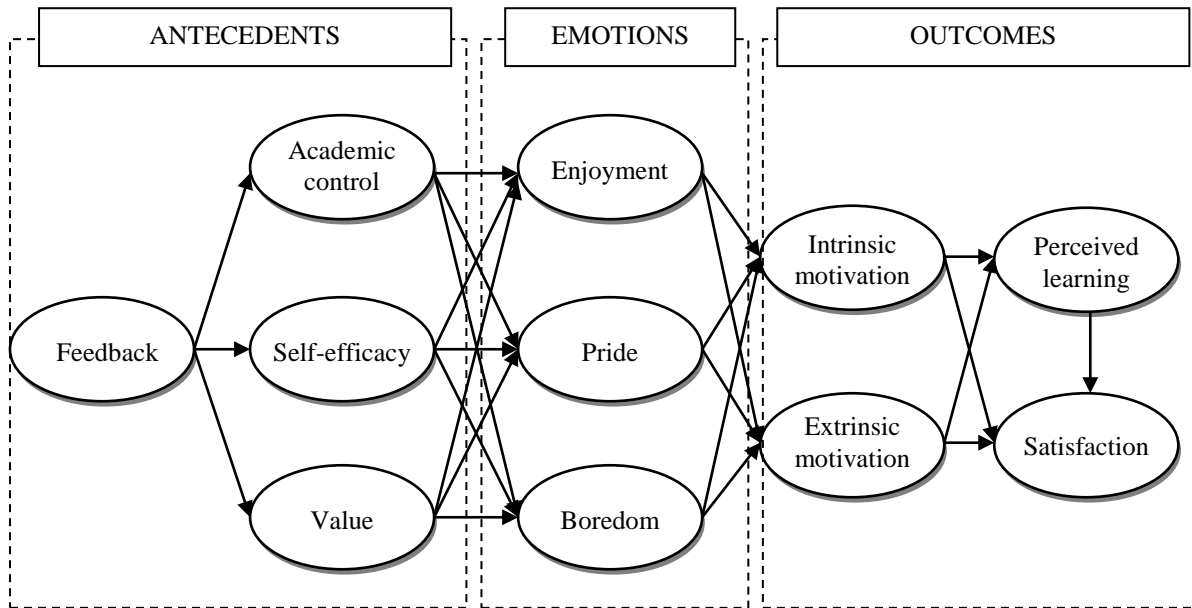 ANTECEDENTS
EMOTIONS
OUTCOMES
Academic
control
Enjoyment
Intrinsic
motivation
Perceived
learning
Feedback
Self-efficacy
Pride
Extrinsic
motivation
Satisfaction
Value
Boredom